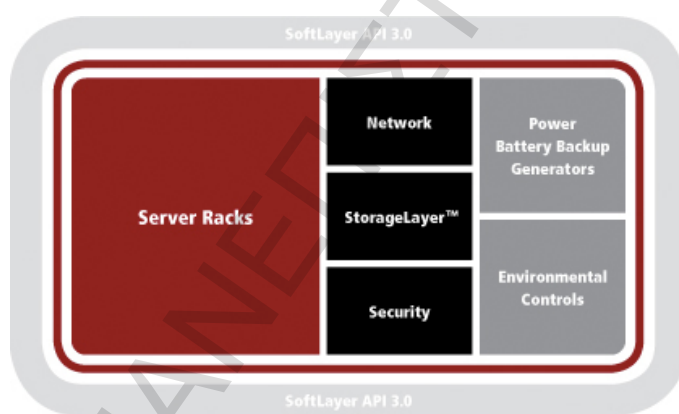 SoftLayer API 3.0
Server Racks
Network
StorageLayer™
Security
Power
Battery Backup
Generators
Environmental
Controls
SoftLayer API 3.0